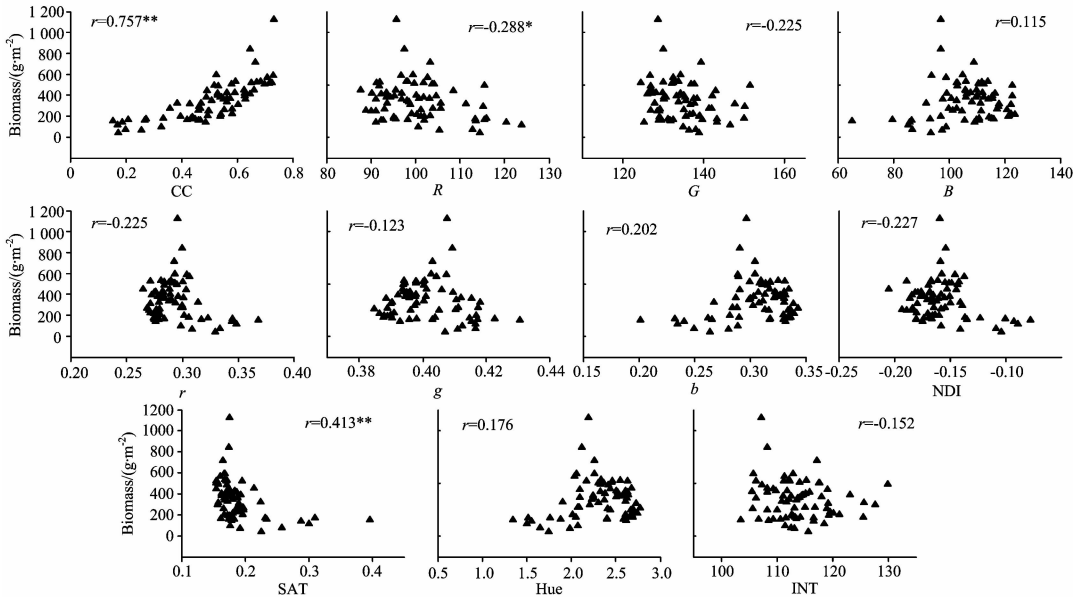 1 200
1 000
800
600
400
200
0
Biomass/(g·m-2)
r=0.757**
0
0.2
0.4
0.6
0.8
CC
r=-0.288*
80
90
100
110
120
130
R
r=-0.225
120
140
160
G
r=0.115
60
80
100
120
140
B
1 200
1 000
800
600
400
200
0
Biomass/(g·m-2)
r=-0.225
0.20
0.25
0.30
0.35
0.40
r
r=-0.123
0.38
0.40
0.42
0.44
g
r=0.202
0.15
0.20
0.25
0.30
0.35
b
r=-0.227
-0.25
-0.20
-0.15
-0.10
NDI
1200
1000
800
600
400
200
0
Biomass/(g·m-2)
r=0.413**
0.1
0.2
0.3
0.4
SAT
r=0.176
0.5
1.0
1.5
2.0
2.5
3.0
Hue
r=-0.152
100
110
120
130
INT